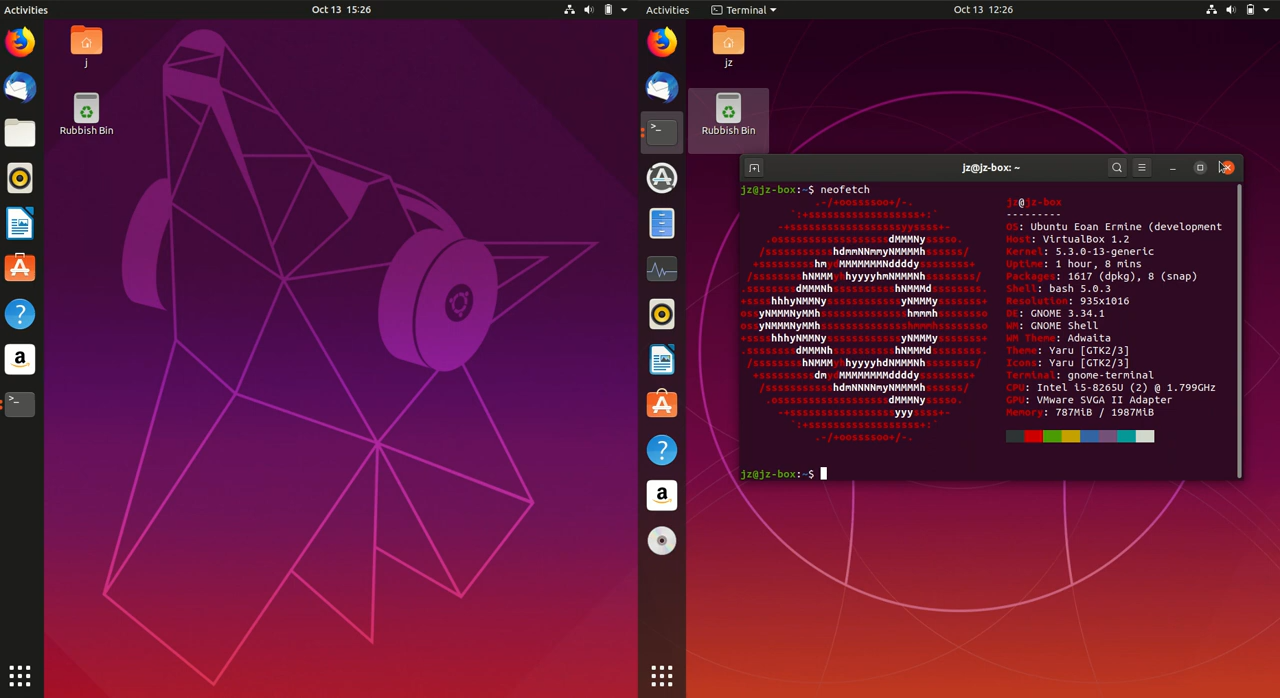 Activities
Oct 13 15:26
j
Rubbish Bin
Activities
Terminal
Oct 13 12:26
jz
Rubbish Bin
jz@jz-box: ~
jz@jz-box:~$ neofetch
jz@jz-box
---------
OS: Ubuntu Eoan Ermine (development
Host: VirtualBox 1.2
Kernel: 5.3.0-13-generic
Uptime: 1 hour, 8 mins
Packages: 1617 (dpkg), 8 (snap)
Shell: bash 5.0.3
Resolution: 935x1016
DE: GNOME 3.34.1
WM: GNOME Shell
WM Theme: Adwaita
Theme: Yaru [GTK2/3]
Icons: Yaru [GTK2/3]
Terminal: gnome-terminal
CPU: Intel i5-8265U (2) @ 1.799GHz
GPU: VMware SVGA II Adapter
Memory: 787MiB / 1987MiB
jz@jz-box:~$